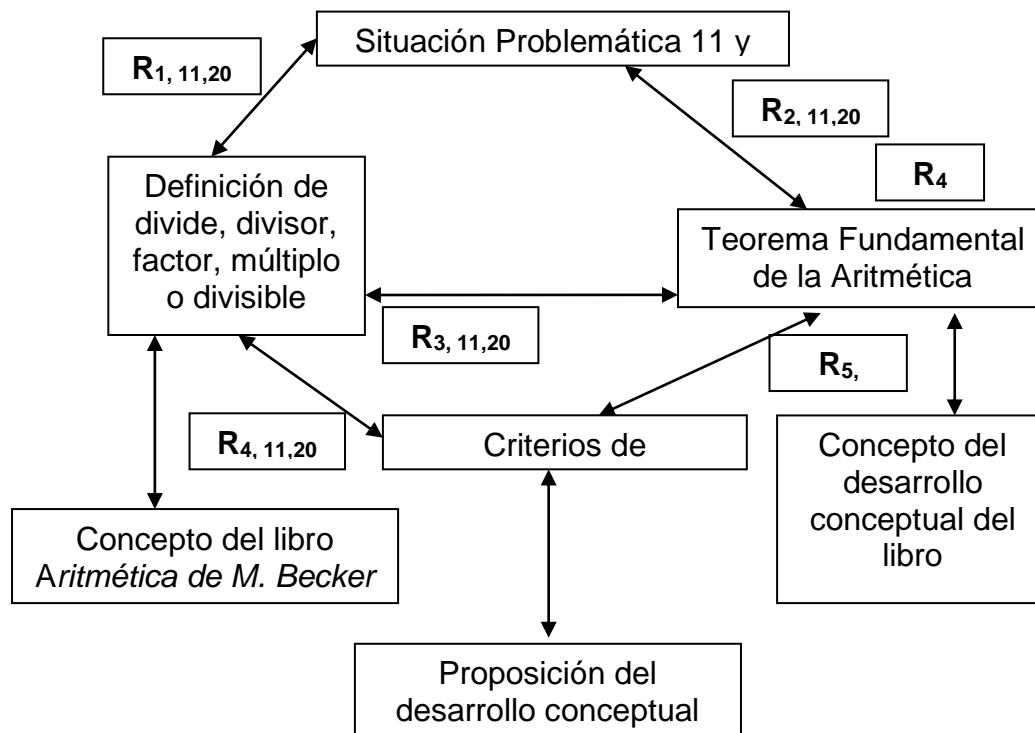 Situación Problemática 11 y
R1, 11,20
R2, 11,20
R4
Definición de
divide, divisor,
factor, múltiplo
o divisible
Teorema Fundamental
de la Aritmética
R3, 11,20
R5,
R4, 11,20
Criterios de
Concepto del
desarrollo
conceptual del
libro
Concepto del libro
Aritmética de M. Becker
Proposición del
desarrollo conceptual